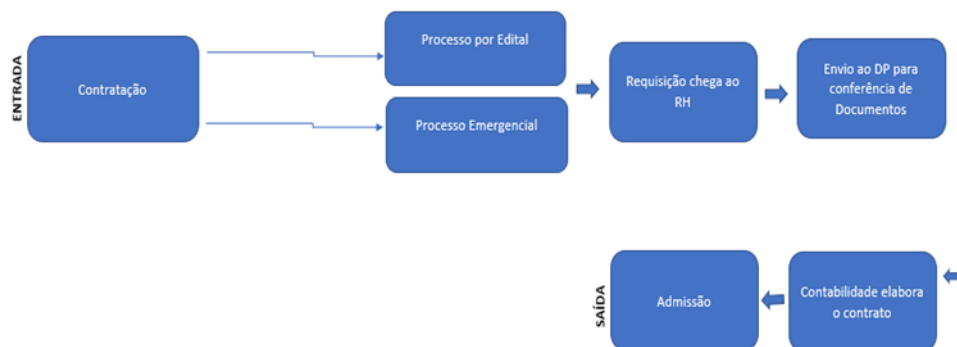 ENTRADA
Contratação
Processo por Edital
Processo Emergencial
Requisição chega ao
RH
Envio ao DP para
conferência de
Documentos
SAÍDA
Admissão
Contabilidade elabora
o contrato